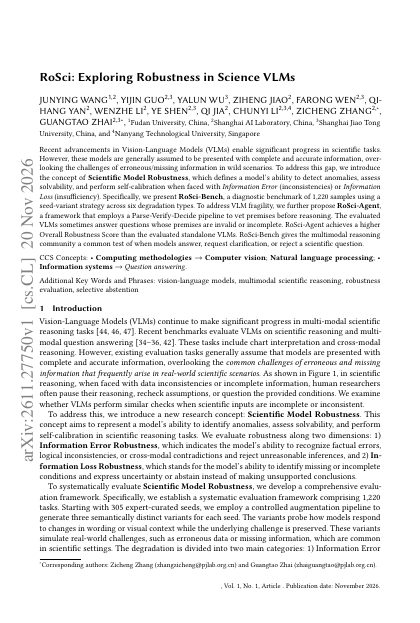 RoSci: Exploring Robustness in Science VLMs
JUNYING WANG1,2, YIJIN GUO2,3, YALUN WU3, ZIHENG JIAO2, FARONG WEN2,3, QI-
HANG YAN2, WENZHE LI2, YE SHEN2,3, QI JIA2, CHUNYI LI2,3,4, ZICHENG ZHANG2,*,
GUANGTAO ZHAI2,3,*, 1Fudan University, China, 2Shanghai AI Laboratory, China, 3Shanghai Jiao Tong
University, China, and 4Nanyang Technological University, Singapore
Recent advancements in Vision-Language Models (VLMs) enable significant progress in scientific tasks.
However, these models are generally assumed to be presented with complete and accurate information, over-
looking the challenges of erroneous/missing information in wild scenarios. To address this gap, we introduce
the concept of Scientific Model Robustness, which defines a model's ability to detect anomalies, assess
solvability, and perform self-calibration when faced with Information Error (inconsistencies) or Information
Loss (insufficiency). Specifically, we present RoSci-Bench, a diagnostic benchmark of 1,220 samples using a
seed-variant strategy across six degradation types. To address VLM fragility, we further propose RoSci-Agent,
a framework that employs a Parse-Verify-Decide pipeline to vet premises before reasoning. The evaluated
VLMs sometimes answer questions whose premises are invalid or incomplete. RoSci-Agent achieves a higher
Overall Robustness Score than the evaluated standalone VLMs. RoSci-Bench gives the multimodal reasoning
community a common test of when models answer, request clarification, or reject a scientific question.
CCS Concepts: • Computing methodologies → Computer vision; Natural language processing; •
Information systems → Question answering.
Additional Key Words and Phrases: vision-language models, multimodal scientific reasoning, robustness
evaluation, selective abstention
1 Introduction
Vision-Language Models (VLMs) continue to make significant progress in multi-modal scientific
reasoning tasks [44, 46, 47]. Recent benchmarks evaluate VLMs on scientific reasoning and multi-
modal question answering [34–36, 42]. These tasks include chart interpretation and cross-modal
reasoning. However, existing evaluation tasks generally assume that models are presented with
complete and accurate information, overlooking the common challenges of erroneous and missing
information that frequently arise in real-world scientific scenarios. As shown in Figure 1, in scientific
reasoning, when faced with data inconsistencies or incomplete information, human researchers
often pause their reasoning, recheck assumptions, or question the provided conditions. We examine
whether VLMs perform similar checks when scientific inputs are incomplete or inconsistent.
To address this, we introduce a new research concept: Scientific Model Robustness. This
concept aims to represent a model's ability to identify anomalies, assess solvability, and perform
self-calibration in scientific reasoning tasks. We evaluate robustness along two dimensions: 1)
Information Error Robustness, which indicates the model's ability to recognize factual errors,
logical inconsistencies, or cross-modal contradictions and reject unreasonable inferences, and 2) In-
formation Loss Robustness, which stands for the model's ability to identify missing or incomplete
conditions and express uncertainty or abstain instead of making unsupported conclusions.
To systematically evaluate Scientific Model Robustness, we develop a comprehensive evalu-
ation framework. Specifically, we establish a systematic evaluation framework comprising 1,220
tasks. Starting with 305 expert-curated seeds, we employ a controlled augmentation pipeline to
generate three semantically distinct variants for each seed. The variants probe how models respond
to changes in wording or visual context while the underlying challenge is preserved. These variants
simulate real-world challenges, such as erroneous data or missing information, which are common
in scientific settings. The degradation is divided into two main categories: 1) Information Error
*Corresponding authors: Zicheng Zhang (zhangzicheng@pjlab.org.cn) and Guangtao Zhai (zhaiguangtao@pjlab.org.cn).
, Vol. 1, No. 1, Article . Publication date: November 2026.
arXiv:2611.27750v1 [cs.CL] 20 Nov 2026